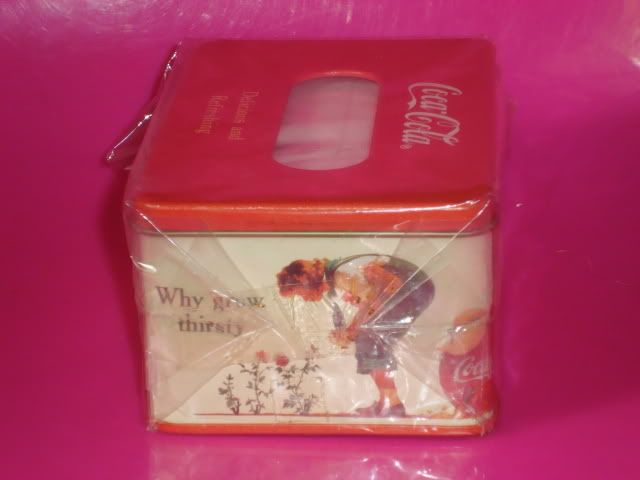 Coca-Cola®
Delicious and
Refreshing
Why grow
thirsty
Coca